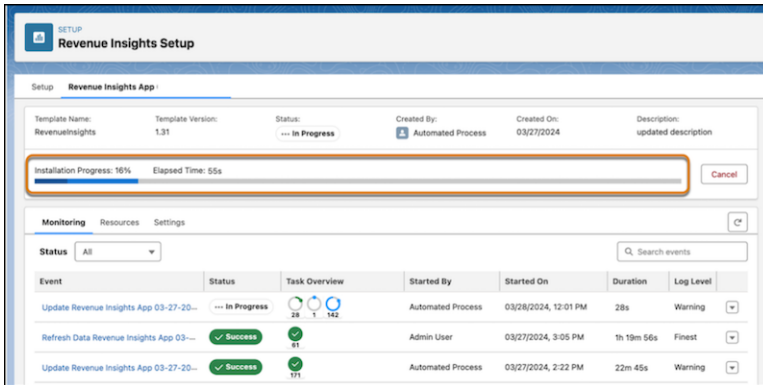 SETUP
Revenue Insights Setup
Setup Revenue Insights App
Template Name: Template Version: Status: Created By: Created On: Description:
RevenueInsights 1.31 ... In Progress Automated Process 03/27/2024 updated description
Installation Progress: 16% Elapsed Time: 55s Cancel
Monitoring Resources Settings
Status All Search events
Event Status Task Overview Started By Started On Duration Log Level
Update Revenue Insights App 03-27-20... ... In Progress 28 1 142 Automated Process 03/28/2024, 12:01 PM 28s Warning
Refresh Data Revenue Insights App 03-... Success 61 Admin User 03/27/2024, 3:05 PM 1h 19m 56s Finest
Update Revenue Insights App 03-27-20... Success 171 Automated Process 03/27/2024, 2:22 PM 22m 45s Warning